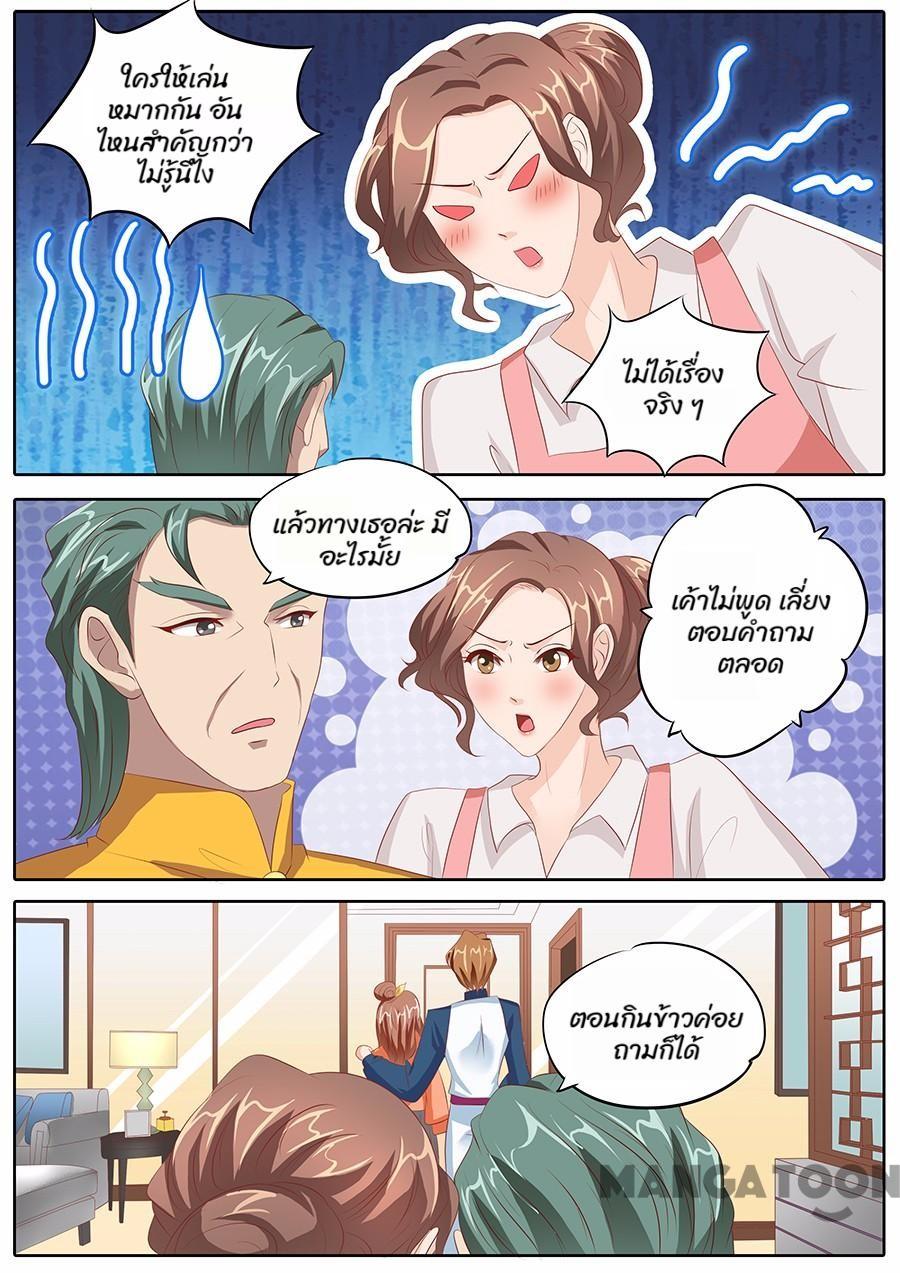 ใครให้เล่น
หมากกัน อัน
ไหนสำคัญกว่า
ไม่รู้นี่ไง
ไม่ได้เรื่อง
จริง ๆ
แล้วทางเธอล่ะ มี
อะไรมั้ย
เค้าไม่พูด เลี่ยง
ตอบคำถาม
ตลอด
ตอนกินข้าวค่อย
ถามก็ได้
MANGATOON